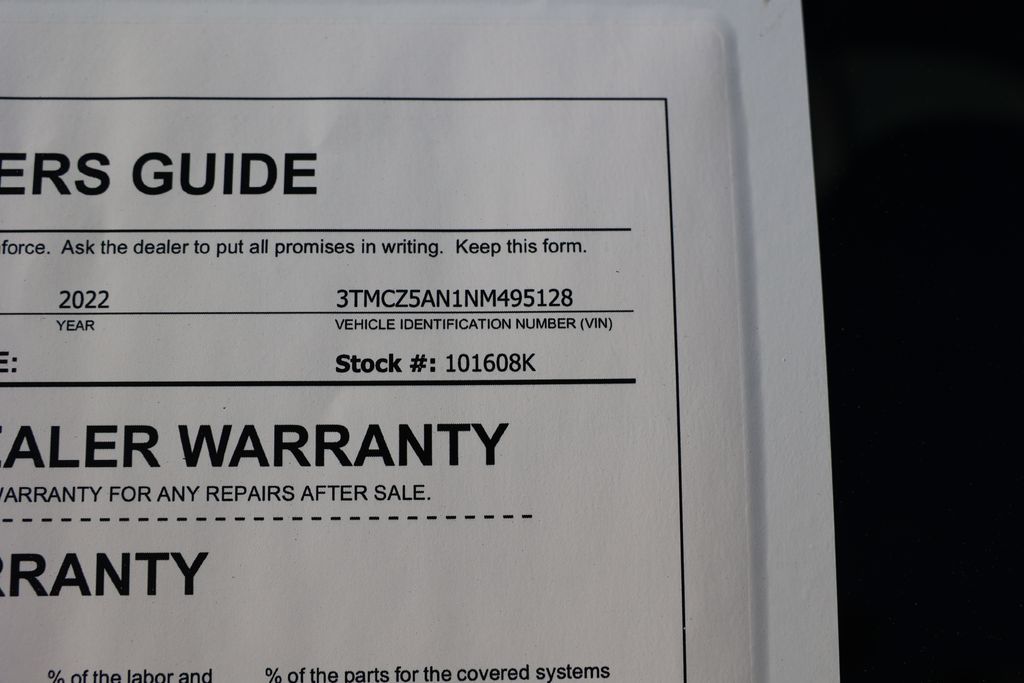 ERS GUIDE
force. Ask the dealer to put all promises in writing. Keep this form.
2022 3TMCZ5AN1NM495128
YEAR VEHICLE IDENTIFICATION NUMBER (VIN)
E: Stock #: 101608K
EALER WARRANTY
WARRANTY FOR ANY REPAIRS AFTER SALE.
RRANTY
% of the labor and % of the parts for the covered systems